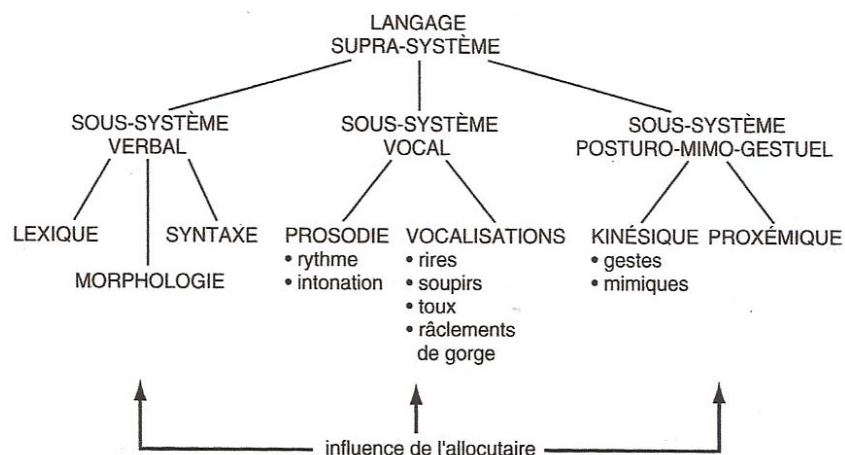 LANGAGE
SUPRA-SYSTÈME
SOUS-SYSTÈME
VERBAL
SOUS-SYSTÈME
VOCAL
SOUS-SYSTÈME
POSTURO-MIMO-GESTUEL
LEXIQUE
SYNTAXE
MORPHOLOGIE
PROSODIE
• rythme
• intonation
VOCALISATIONS
• rires
• soupirs
• toux
• râclements
de gorge
KINÉSIQUE
• gestes
• mimiques
PROXÉMIQUE
influence de l'allocutaire